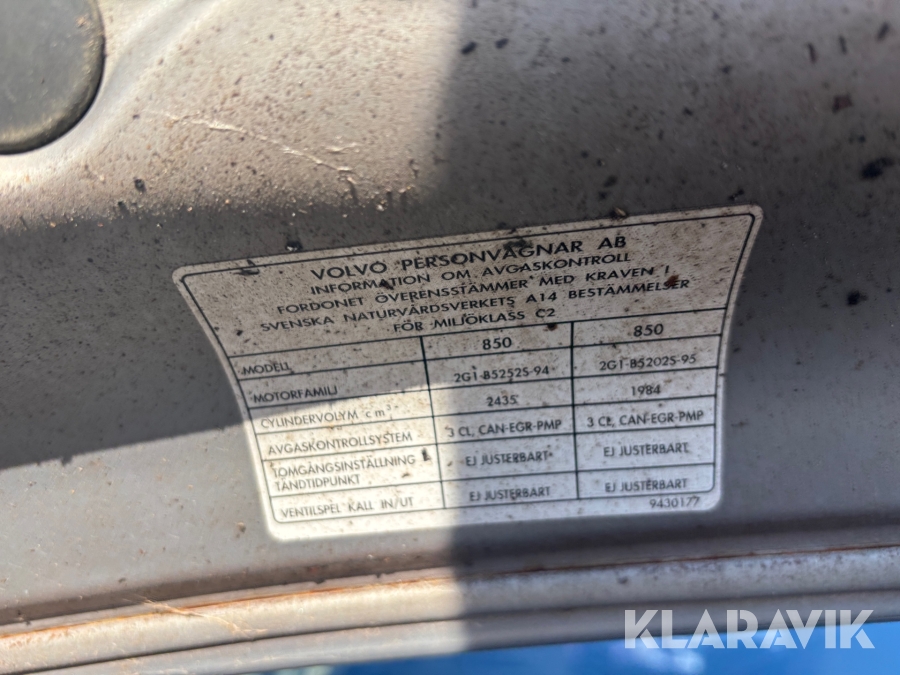 VOLVO PERSONVAGNAR AB
INFORMATION OM AVGASKONTROLL
FORDONET ÖVERENSSTÄMMER MED KRAVEN I
SVENSKA NATURVÅRDSVERKETS A14 BESTÄMMELSER
FÖR MILJÖKLASS C2
MODELL 850 850
MOTORFAMILJ 2G1-B5252S-94 2G1-B5202S-95
CYLINDERVOLYM cm³ 2435 1984
AVGASKONTROLLSYSTEM 3 CL, CAN-EGR-PMP 3 CL, CAN-EGR-PMP
TOMGÅNGSINSTÄLLNING EJ JUSTERBART EJ JUSTERBART
TÄNDTIDPUNKT
VENTILSPEL KALL IN/UT EJ JUSTERBART EJ JUSTERBART
9430177
KLARAVIK